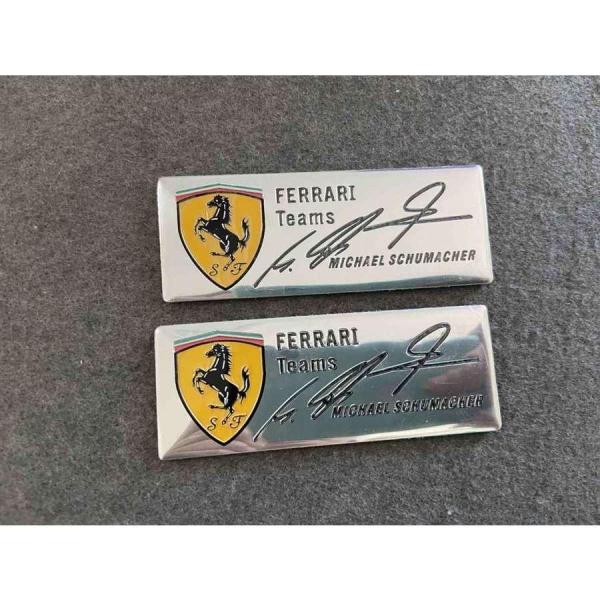 FERRARI
Teams
MICHAEL SCHUMACHER
S F
FERRARI
Teams
MICHAEL SCHUMACHER
S F